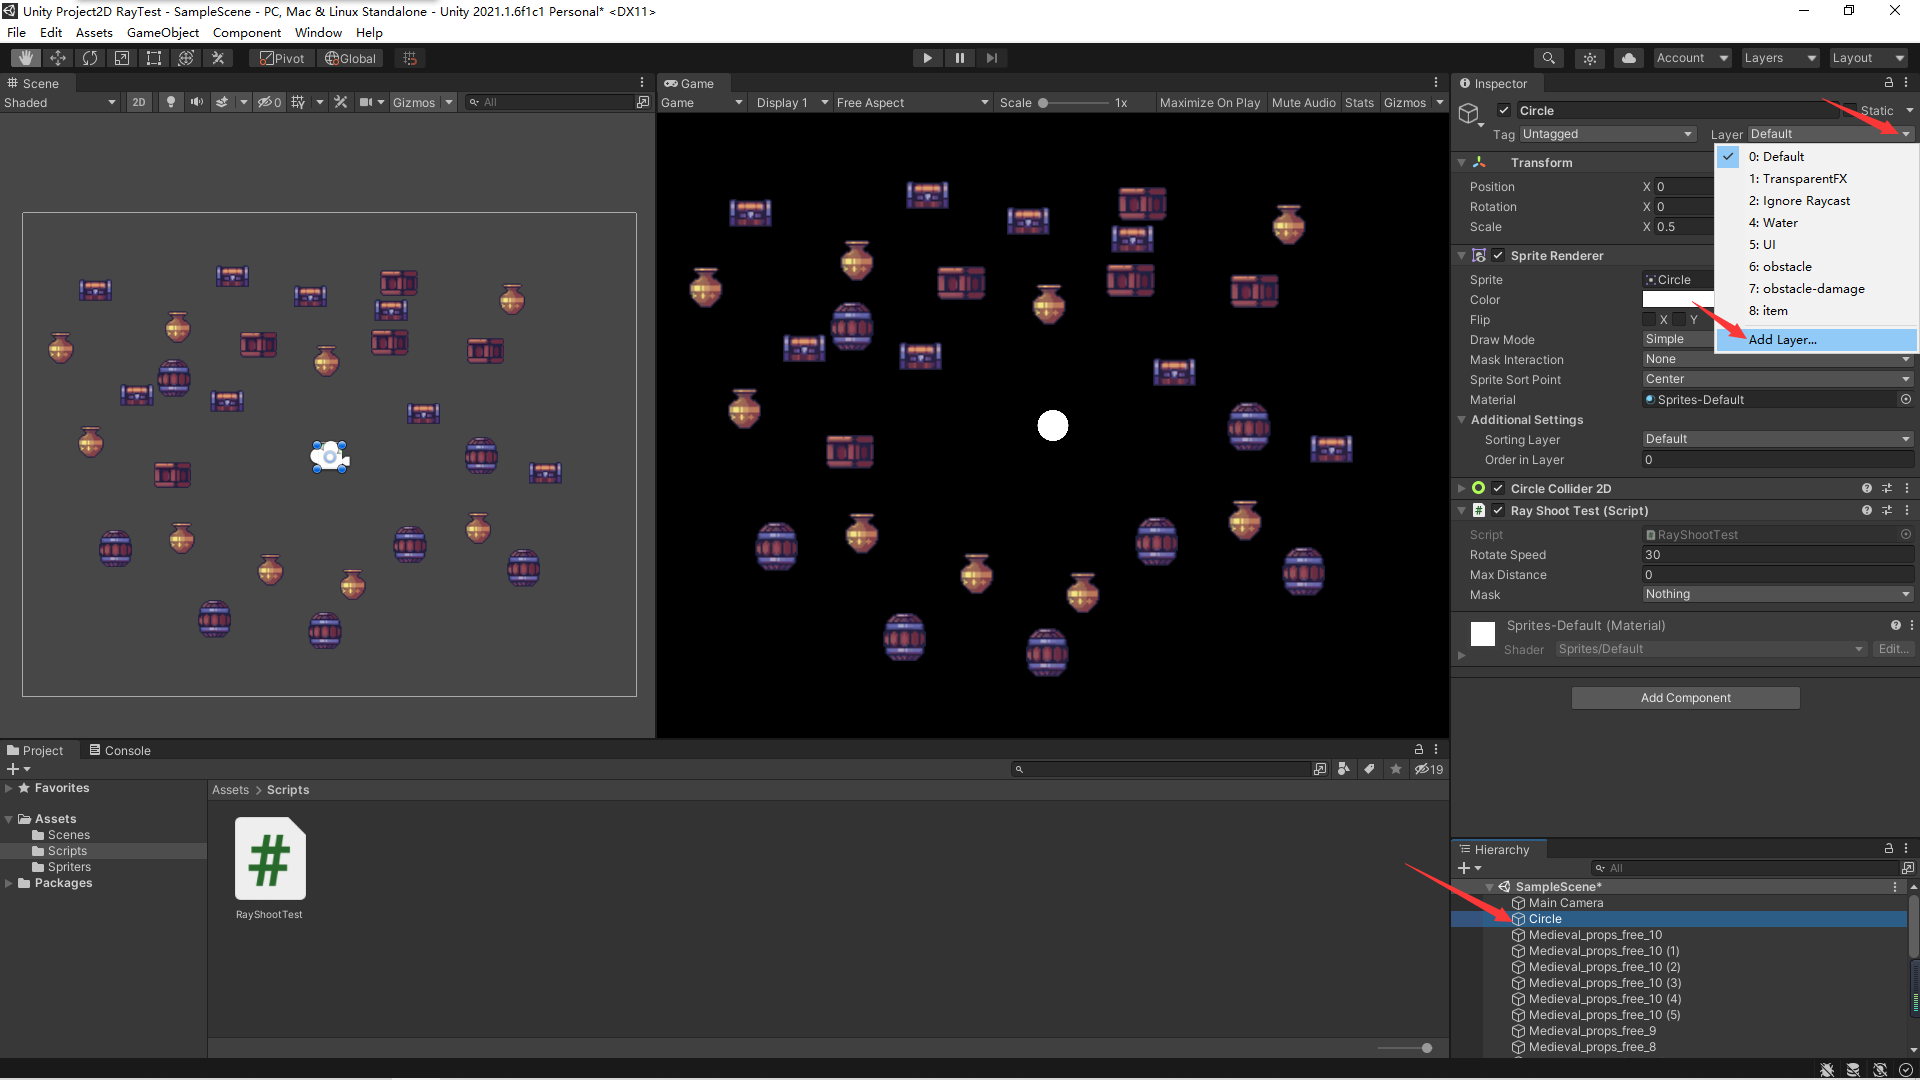 Unity Project2D RayTest - SampleScene - PC, Mac & Linux Standalone - Unity 2021.1.6f1c1 Personal* <DX11>
File Edit Assets GameObject Component Window Help
Pivot Global Account Layers Layout
Scene
Shaded 2D 0 Gizmos All
Game
Game Display 1 Free Aspect Scale 1x Maximize On Play Mute Audio Stats Gizmos
Inspector
Circle Static
Tag Untagged Layer Default
0: Default
1: TransparentFX
2: Ignore Raycast
4: Water
5: UI
6: obstacle
7: obstacle-damage
8: item
Add Layer...
Transform
Position X 0
Rotation X 0
Scale X 0.5
Sprite Renderer
Sprite Circle
Color
Flip X Y
Draw Mode Simple
Mask Interaction None
Sprite Sort Point Center
Material Sprites-Default
Additional Settings
Sorting Layer Default
Order in Layer 0
Circle Collider 2D
# Ray Shoot Test (Script)
Script # RayShootTest
Rotate Speed 30
Max Distance 0
Mask Nothing
Sprites-Default (Material)
Shader Sprites/Default Edit...
Add Component
Project Console
19
Favorites
Assets
Scenes
Scripts
Spriters
Packages
Assets > Scripts
#
RayShootTest
Hierarchy
All
SampleScene*
Main Camera
Circle
Medieval_props_free_10
Medieval_props_free_10 (1)
Medieval_props_free_10 (2)
Medieval_props_free_10 (3)
Medieval_props_free_10 (4)
Medieval_props_free_10 (5)
Medieval_props_free_9
Medieval_props_free_8